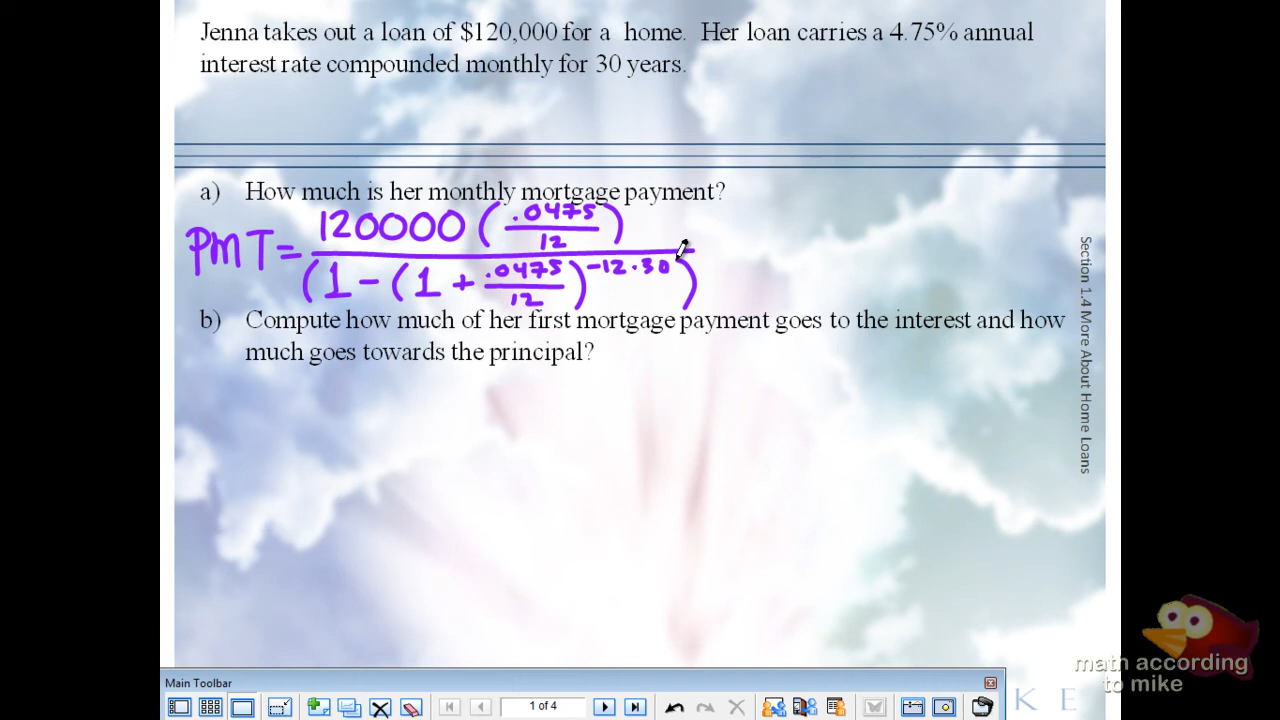 Jenna takes out a loan of $120,000 for a home. Her loan carries a 4.75% annual
interest rate compounded monthly for 30 years.
a) How much is her monthly mortgage payment?
PMT = 120000 (.0475/12) / (1 - (1 + .0475/12)^-12·30)
b) Compute how much of her first mortgage payment goes to the interest and how
much goes towards the principal?
Section 1.4 More About Home Loans
math according
to mike
Main Toolbar
1 of 4
K E